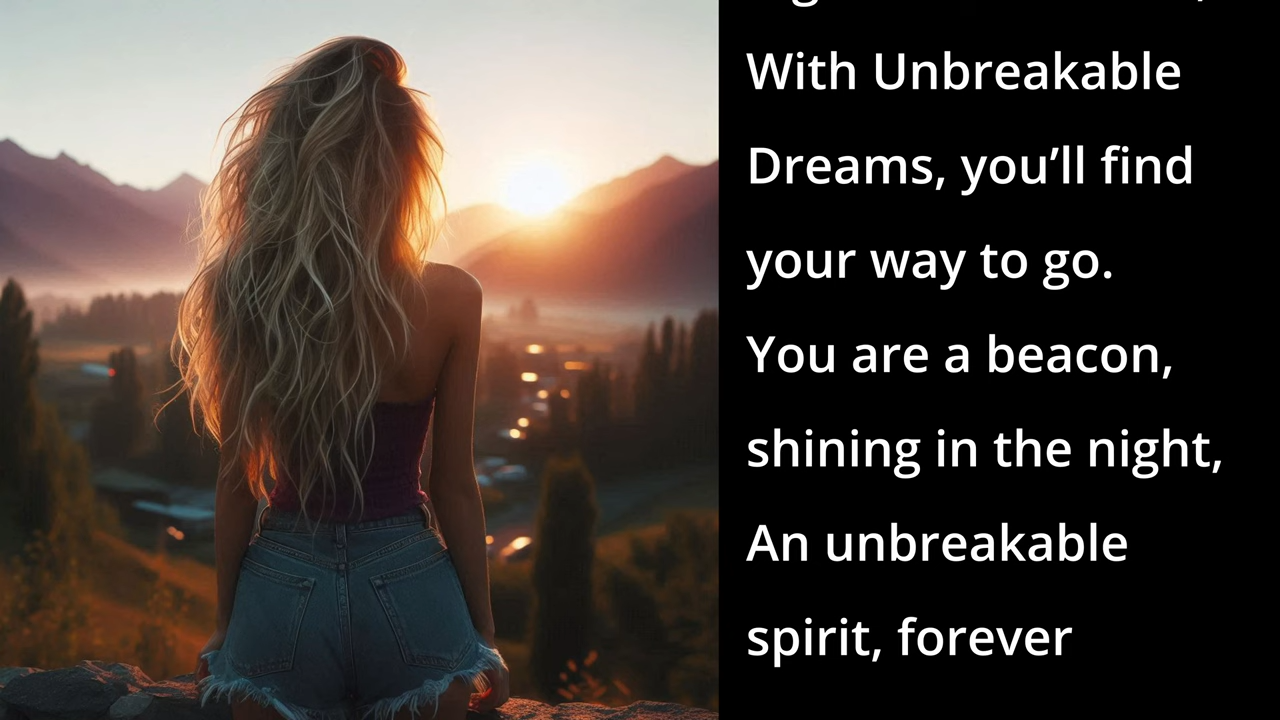 With Unbreakable
Dreams, you’ll find
your way to go.
You are a beacon,
shining in the night,
An unbreakable
spirit, forever